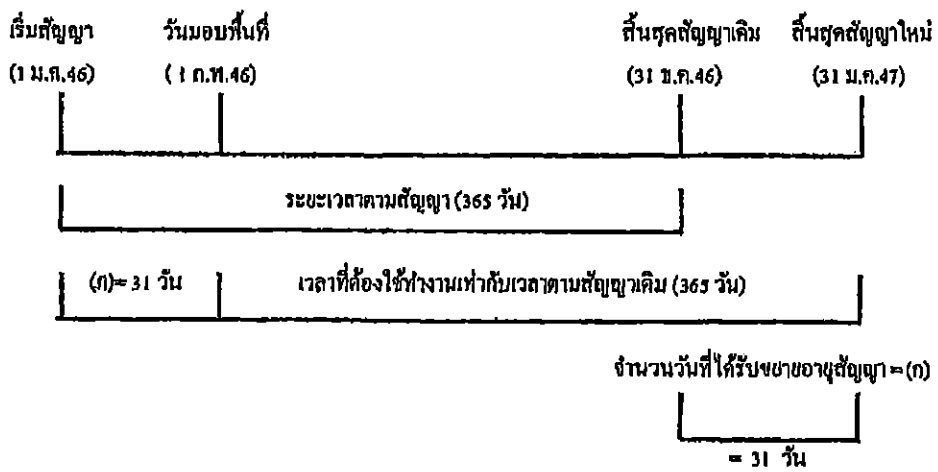 เริ่มสัญญา วันมอบพื้นที่ สิ้นสุดสัญญาเดิม สิ้นสุดสัญญาใหม่
(1 ม.ค.46) (1 ก.พ.46) (31 ธ.ค.46) (31 ม.ค.47)
ระยะเวลาตามสัญญา (365 วัน)
(ก)= 31 วัน เวลาที่ต้องใช้ทำงานเท่ากับเวลาตามสัญญาเดิม (365 วัน)
จำนวนวันที่ได้รับขยายอายุสัญญา = (ก)
= 31 วัน